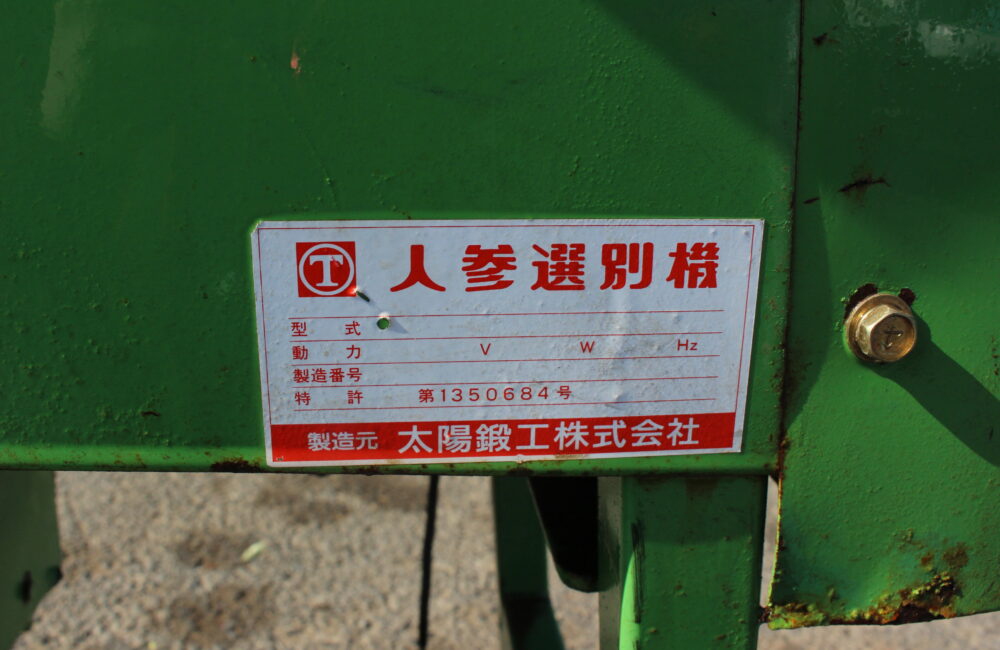 T 人参選別機
型式
動力 V W Hz
製造番号
特許 第1350684号
製造元 太陽鍛工株式会社